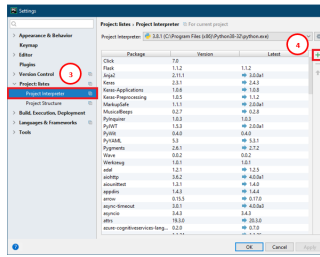 Settings
Project: listes › Project Interpreter For current project
Appearance & Behavior
Project Interpreter: 3.8.1 (C:\Program Files (x86)\Python38-32\python.exe)
4
Keymap
Editor
Package Version Latest
Plugins
Click 7.0
Version Control
Flask 1.1.2 1.1.2
3
Jinja2 2.11.1 3.0.0a1
Project: listes
Keras 2.3.1 2.4.3
Project Interpreter
Keras-Applications 1.0.6 1.0.8
Keras-Preprocessing 1.0.5 1.1.2
Project Structure
MarkupSafe 1.1.1 2.0.0a1
Build, Execution, Deployment
MusicalBeeps 0.2.7 0.2.8
Languages & Frameworks
PyInquirer 1.0.3 1.0.3
Tools
PyJWT 1.5.3 2.0.0a1
PyWt 0.4.0 0.4.0
PyYAML 5.3 5.3.1
Pygments 2.6.1 2.7.2
Wave 0.0.2 0.0.2
Werkzeug 1.0.1 1.0.1
adal 1.2.1 1.2.5
aiohttp 3.6.2 4.0.0a1
aiounittest 1.3.1 1.4.0
appdirs 1.4.3 1.4.4
arrow 0.15.5 0.17.0
async-timeout 3.0.1 4.0.0a3
asyncio 3.4.3 3.4.3
attrs 19.3.0 20.3.0
azure-cognitiveservices-lang... 0.2.0 0.7.0
OK Cancel Apply